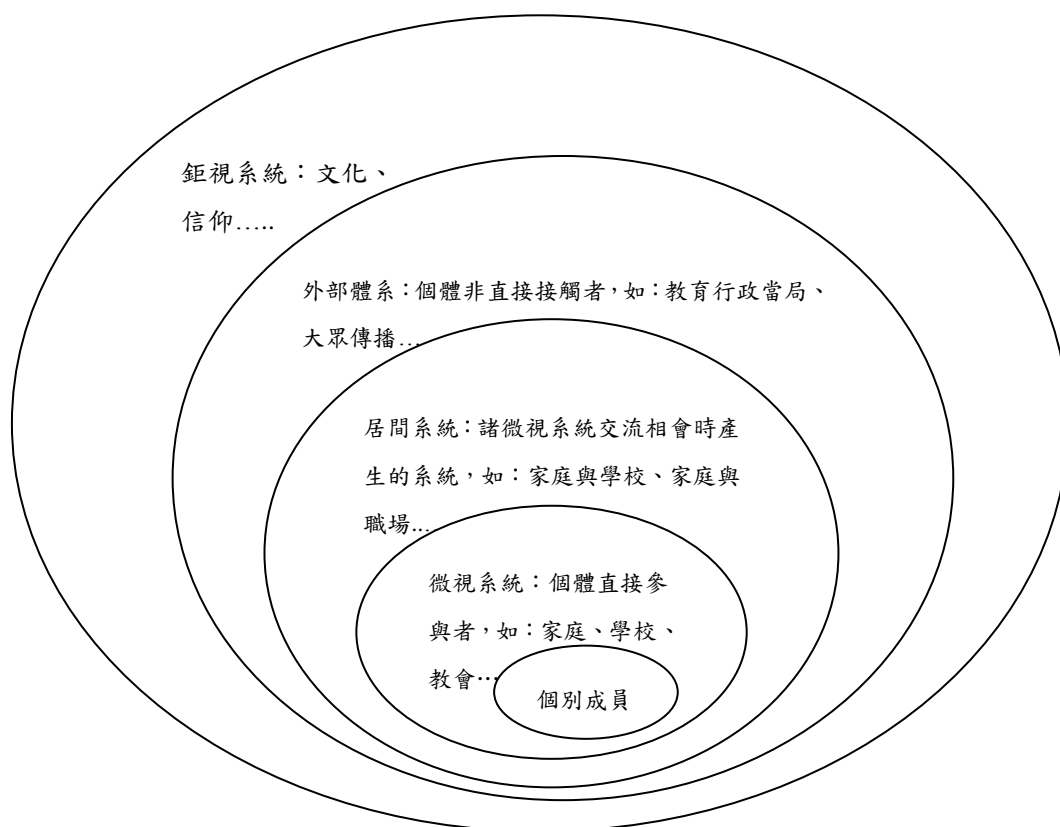 鉅視系統：文化、
信仰…..
外部體系：個體非直接接觸者，如：教育行政當局、
大眾傳播…
居間系統：諸微視系統交流相會時產
生的系統，如：家庭與學校、家庭與
職場...
微視系統：個體直接參
與者，如：家庭、學校、
教會…
個別成員